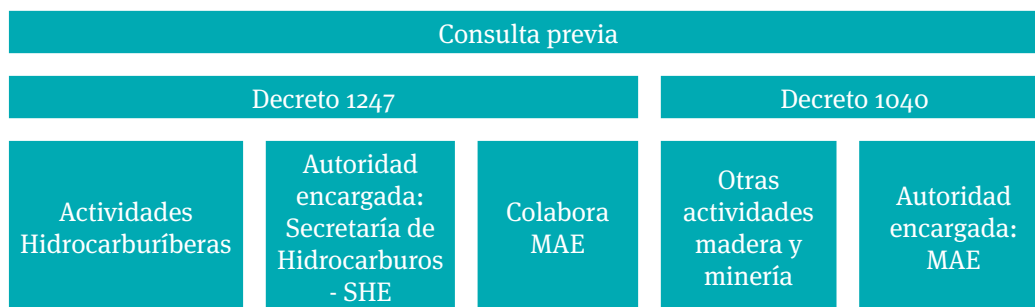 Consulta previa
Decreto 1247
Decreto 1040
Actividades
Hidrocarburíberas
Autoridad
encargada:
Secretaría de
Hidrocarburos
- SHE
Colabora
MAE
Otras
actividades
madera y
minería
Autoridad
encargada:
MAE